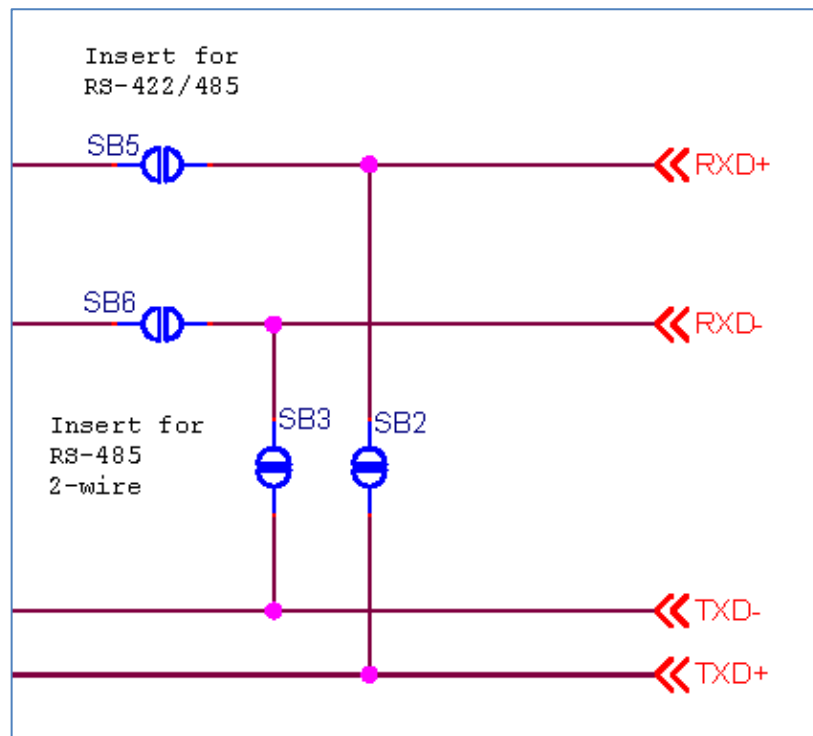 Insert for
RS-422/485
SB5
RXD+
SB6
RXD-
Insert for
RS-485
2-wire
SB3
SB2
TXD-
TXD+